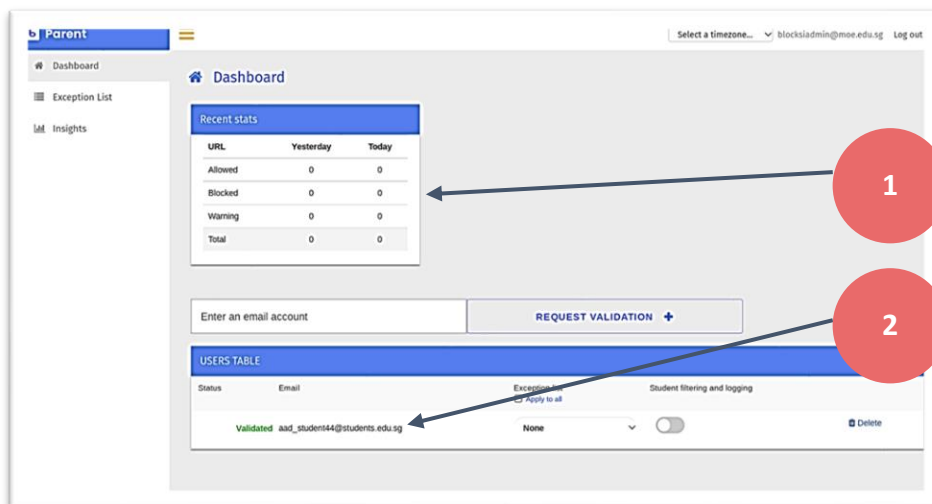 b Parent
Select a timezone... blocksiadmin@moe.edu.sg Log out
Dashboard
Exception List
Insights
Dashboard
Recent stats
URL Yesterday Today
Allowed 0 0
Blocked 0 0
Warning 0 0
Total 0 0
1
Enter an email account REQUEST VALIDATION +
2
USERS TABLE
Status Email Exception list Student filtering and logging
Apply to all
Validated aad_student44@students.edu.sg None Delete